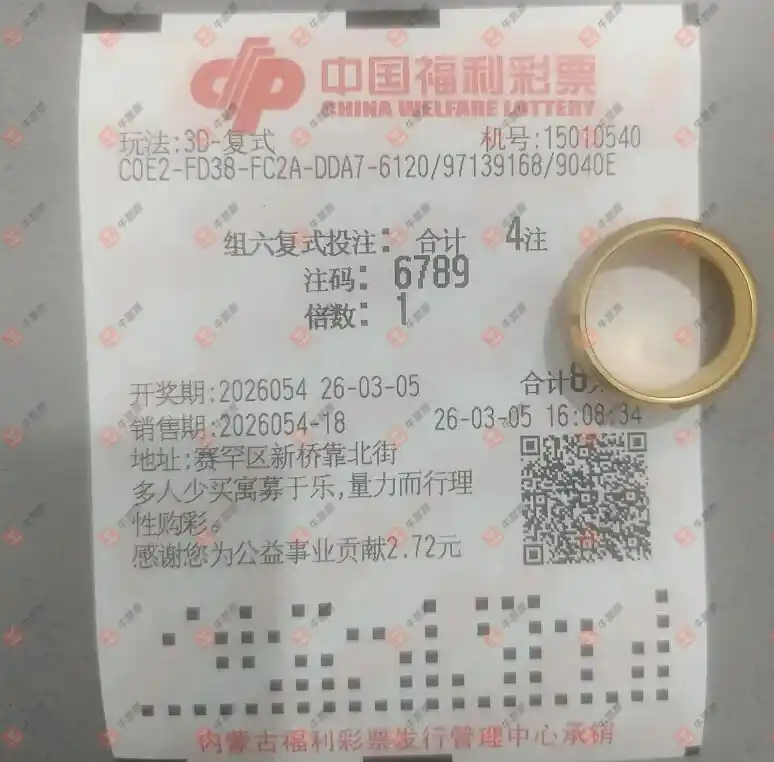 中国福利彩票
CHINA WELFARE LOTTERY
玩法:3D-复式 机号:15010540
C0E2-FD38-FC2A-DDA7-6120/97139168/9040E
组六复式投注: 合计 4注
注码: 6789
倍数: 1
开奖期:2026054 26-03-05 合计8元
销售期:2026054-18 26-03-05 16:08:34
地址:赛罕区新桥靠北街
多人少买寓募于乐,量力而行理
性购彩。
感谢您为公益事业贡献2.72元
内蒙古福利彩票发行管理中心承销